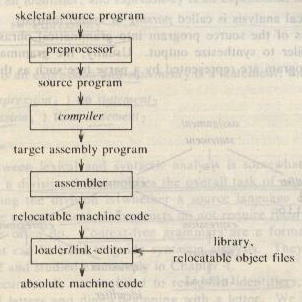 skeletal source program
preprocessor
source program
compiler
target assembly program
assembler
relocatable machine code
loader/link-editor
library,
relocatable object files
absolute machine code